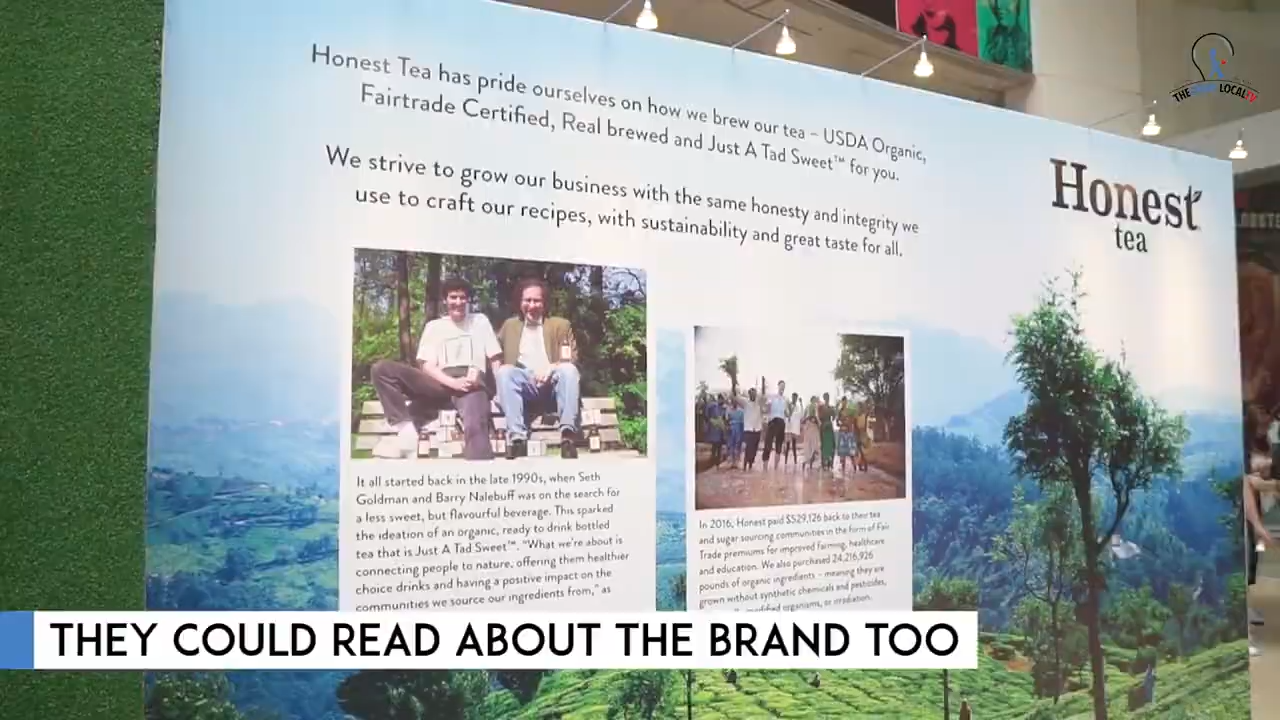 Honest Tea has pride ourselves on how we brew our tea – USDA Organic,
Fairtrade Certified, Real brewed and Just A Tad Sweet™ for you.
We strive to grow our business with the same honesty and integrity we
use to craft our recipes, with sustainability and great taste for all.
THE LOCALTV
Honest
tea
It all started back in the late 1990s, when Seth
Goldman and Barry Nalebuff was on the search for
a less sweet, but flavourful beverage. This sparked
the ideation of an organic, ready to drink bottled
tea that is Just A Tad Sweet™. "What we're about is
connecting people to nature, offering them healthier
choice drinks and having a positive impact on the
communities we source our ingredients from," as
In 2016, Honest paid $529,126 back to their tea
and sugar sourcing communities in the form of Fair
Trade premiums for improved farming, healthcare
and education. We also purchased 24,216,926
pounds of organic ingredients – meaning they are
grown without synthetic chemicals and pesticides,
modified organisms, or irradiation.
THEY COULD READ ABOUT THE BRAND TOO